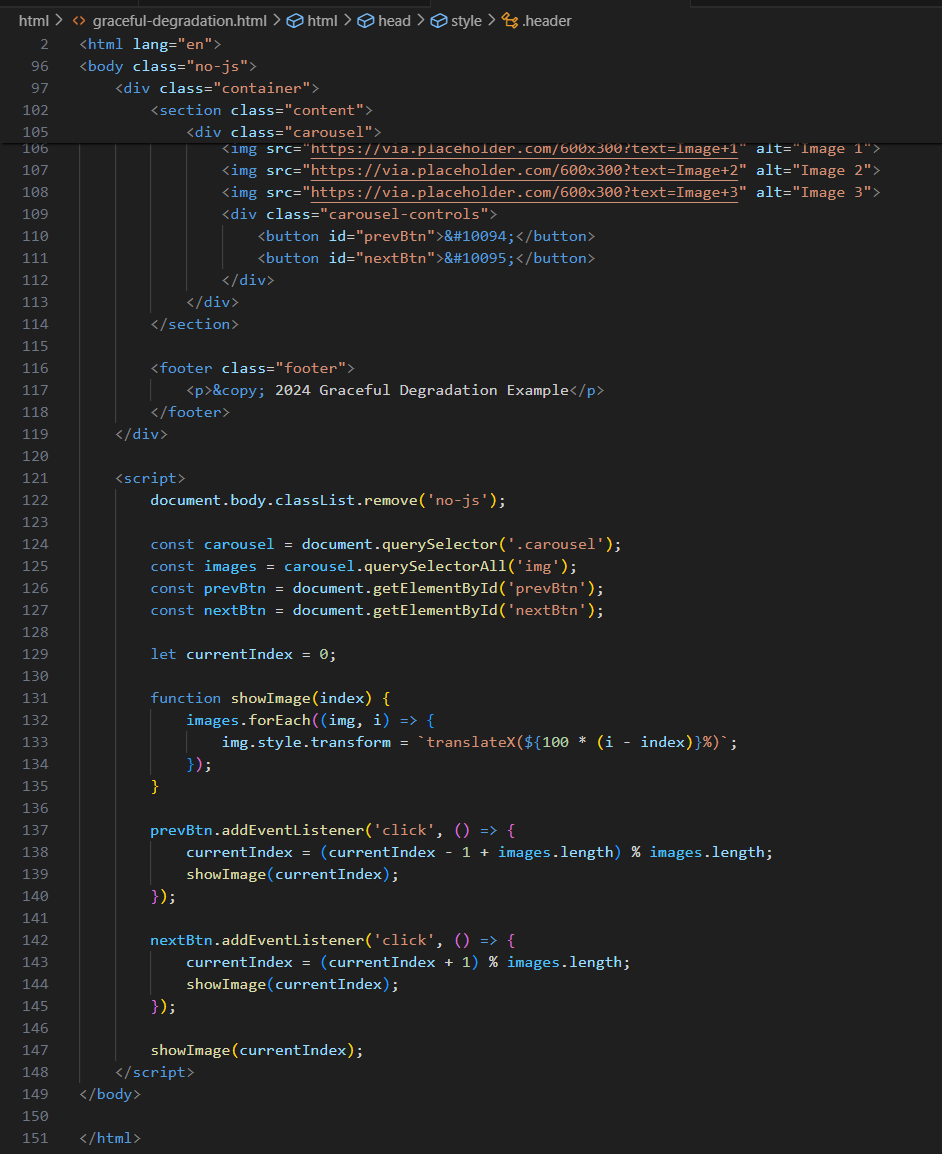 html > <> graceful-degradation.html > html > head > style > .header
2 <html lang="en">
96 <body class="no-js">
97 <div class="container">
102 <section class="content">
105 <div class="carousel">
106 <img src="https://via.placeholder.com/600x300?text=Image+1" alt="Image 1">
107 <img src="https://via.placeholder.com/600x300?text=Image+2" alt="Image 2">
108 <img src="https://via.placeholder.com/600x300?text=Image+3" alt="Image 3">
109 <div class="carousel-controls">
110 <button id="prevBtn">&#10094;</button>
111 <button id="nextBtn">&#10095;</button>
112 </div>
113 </div>
114 </section>
115
116 <footer class="footer">
117 <p>&copy; 2024 Graceful Degradation Example</p>
118 </footer>
119 </div>
120
121 <script>
122 document.body.classList.remove('no-js');
123
124 const carousel = document.querySelector('.carousel');
125 const images = carousel.querySelectorAll('img');
126 const prevBtn = document.getElementById('prevBtn');
127 const nextBtn = document.getElementById('nextBtn');
128
129 let currentIndex = 0;
130
131 function showImage(index) {
132 images.forEach((img, i) => {
133 img.style.transform = `translateX(${100 * (i - index)}%)`;
134 });
135 }
136
137 prevBtn.addEventListener('click', () => {
138 currentIndex = (currentIndex - 1 + images.length) % images.length;
139 showImage(currentIndex);
140 });
141
142 nextBtn.addEventListener('click', () => {
143 currentIndex = (currentIndex + 1) % images.length;
144 showImage(currentIndex);
145 });
146
147 showImage(currentIndex);
148 </script>
149 </body>
150
151 </html>